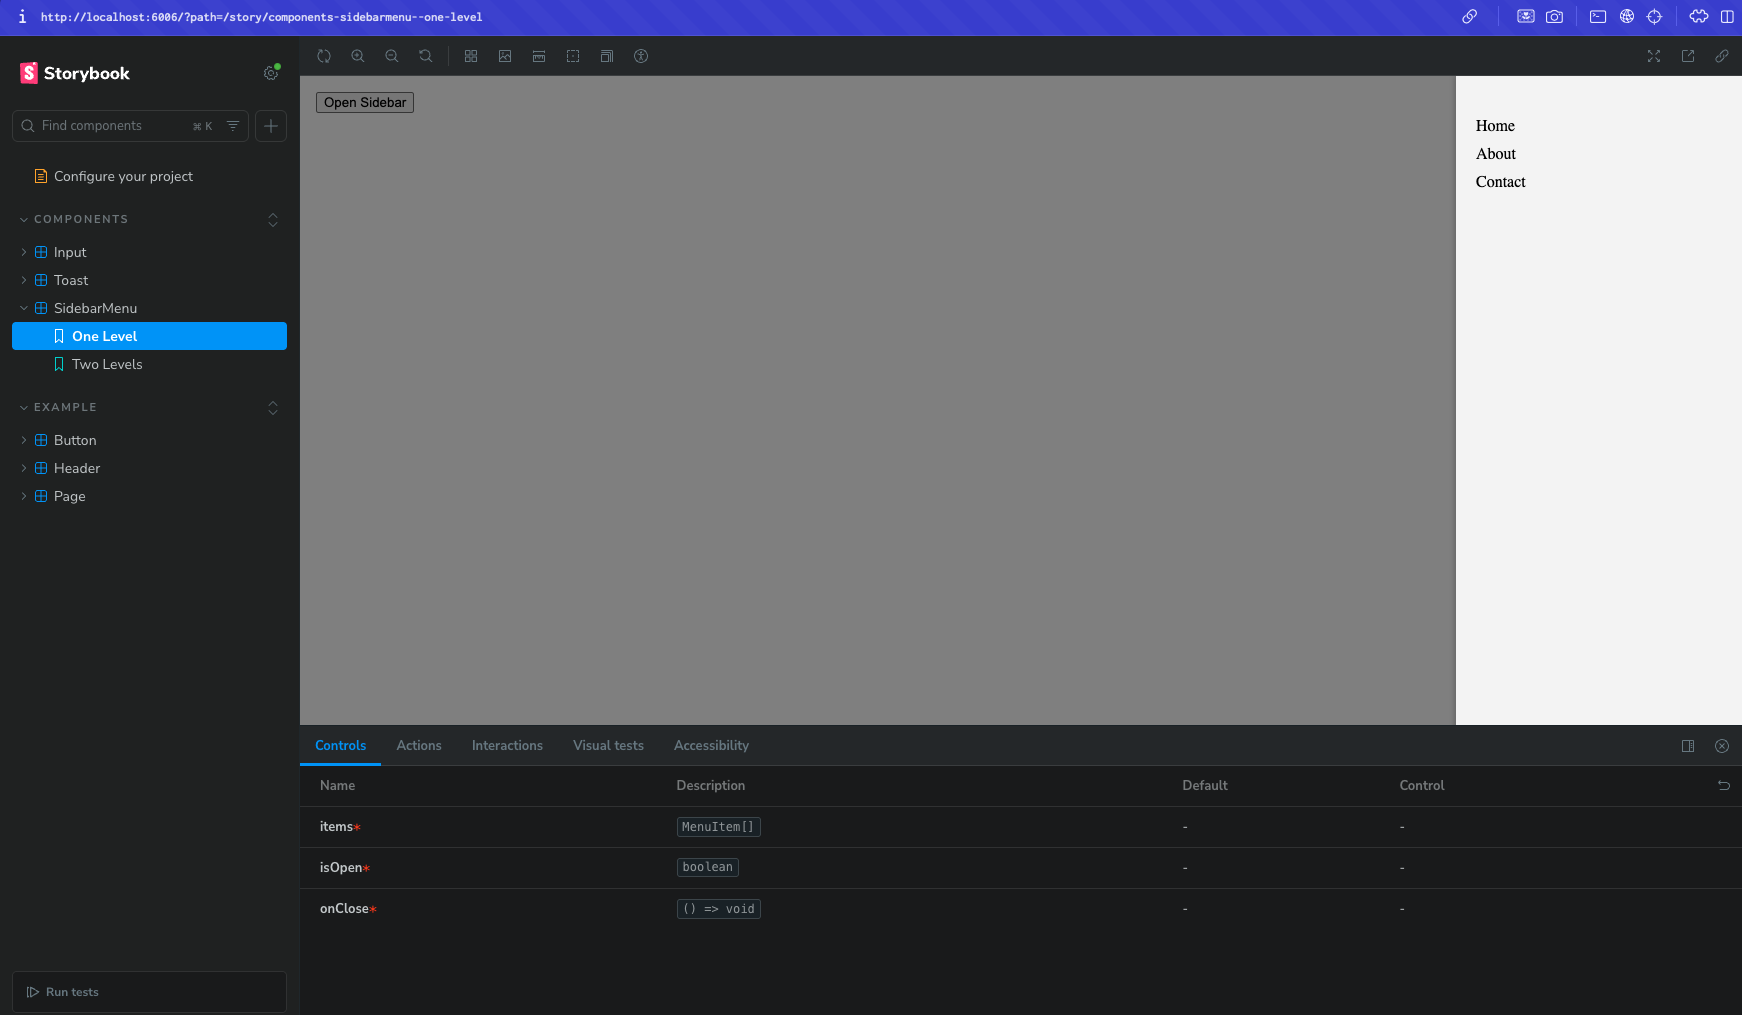 http://localhost:6006/?path=/story/components-sidebarmenu--one-level
Storybook
Find components
⌘ K
Configure your project
COMPONENTS
Input
Toast
SidebarMenu
One Level
Two Levels
EXAMPLE
Button
Header
Page
Run tests
Open Sidebar
Home
About
Contact
Controls Actions Interactions Visual tests Accessibility
Name Description Default Control
items* MenuItem[] - -
isOpen* boolean - -
onClose* () => void - -